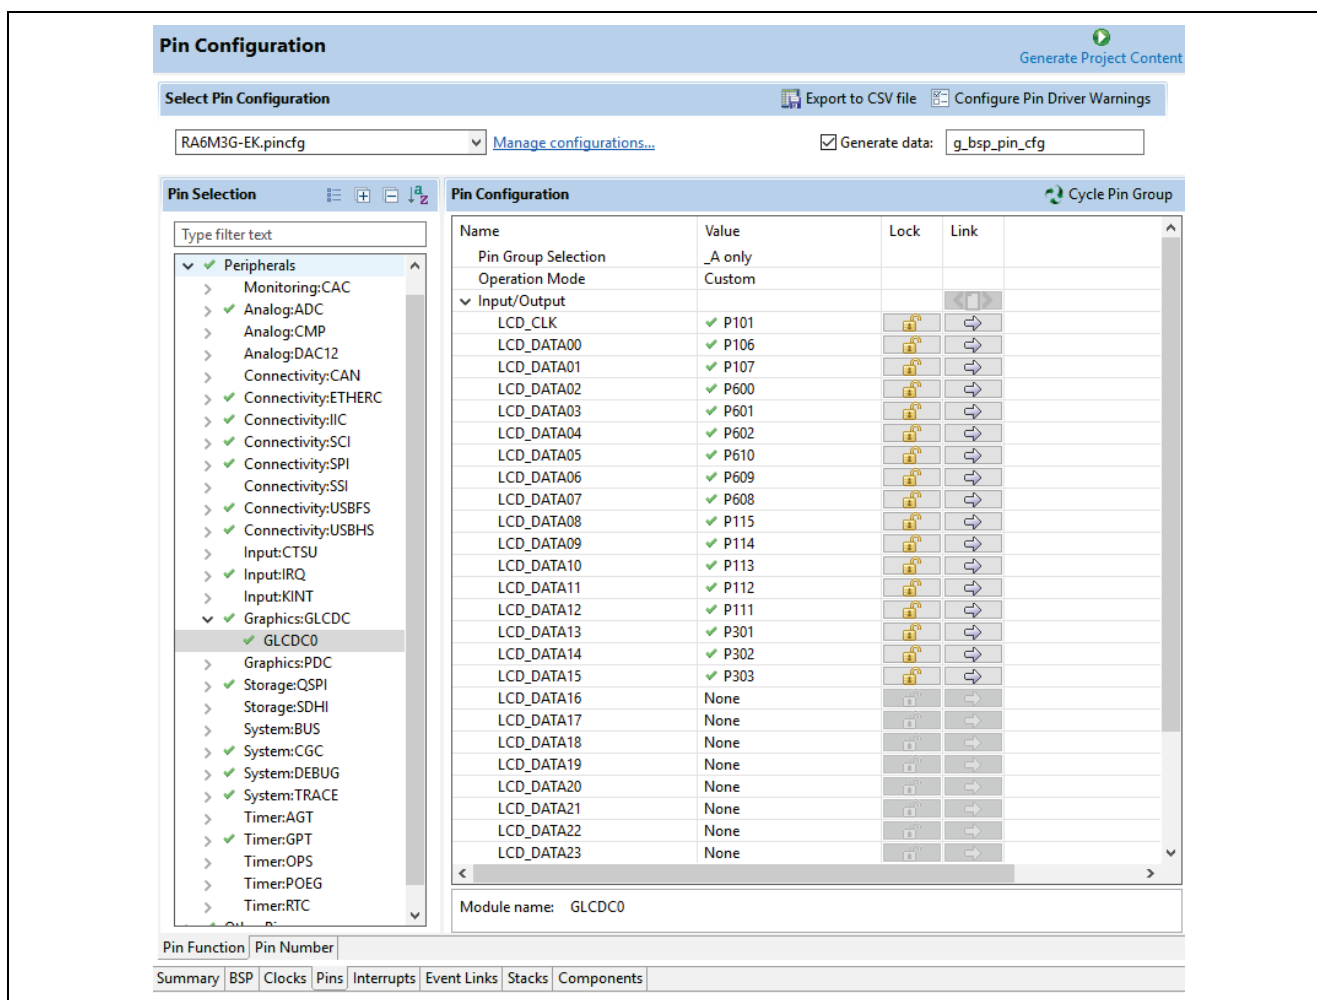 Pin Configuration
Generate Project Content
Select Pin Configuration
Export to CSV file Configure Pin Driver Warnings
RA6M3G-EK.pincfg Manage configurations... Generate data: g_bsp_pin_cfg
Pin Selection
Type filter text
Peripherals
Monitoring:CAC
Analog:ADC
Analog:CMP
Analog:DAC12
Connectivity:CAN
Connectivity:ETHERC
Connectivity:IIC
Connectivity:SCI
Connectivity:SPI
Connectivity:SSI
Connectivity:USBFS
Connectivity:USBHS
Input:CTSU
Input:IRQ
Input:KINT
Graphics:GLCDC
GLCDC0
Graphics:PDC
Storage:QSPI
Storage:SDHI
System:BUS
System:CGC
System:DEBUG
System:TRACE
Timer:AGT
Timer:GPT
Timer:OPS
Timer:POEG
Timer:RTC
Pin Configuration Cycle Pin Group
Name Value Lock Link
Pin Group Selection _A only
Operation Mode Custom
Input/Output
LCD_CLK P101
LCD_DATA00 P106
LCD_DATA01 P107
LCD_DATA02 P600
LCD_DATA03 P601
LCD_DATA04 P602
LCD_DATA05 P610
LCD_DATA06 P609
LCD_DATA07 P608
LCD_DATA08 P115
LCD_DATA09 P114
LCD_DATA10 P113
LCD_DATA11 P112
LCD_DATA12 P111
LCD_DATA13 P301
LCD_DATA14 P302
LCD_DATA15 P303
LCD_DATA16 None
LCD_DATA17 None
LCD_DATA18 None
LCD_DATA19 None
LCD_DATA20 None
LCD_DATA21 None
LCD_DATA22 None
LCD_DATA23 None
Module name: GLCDC0
Pin Function Pin Number
Summary BSP Clocks Pins Interrupts Event Links Stacks Components